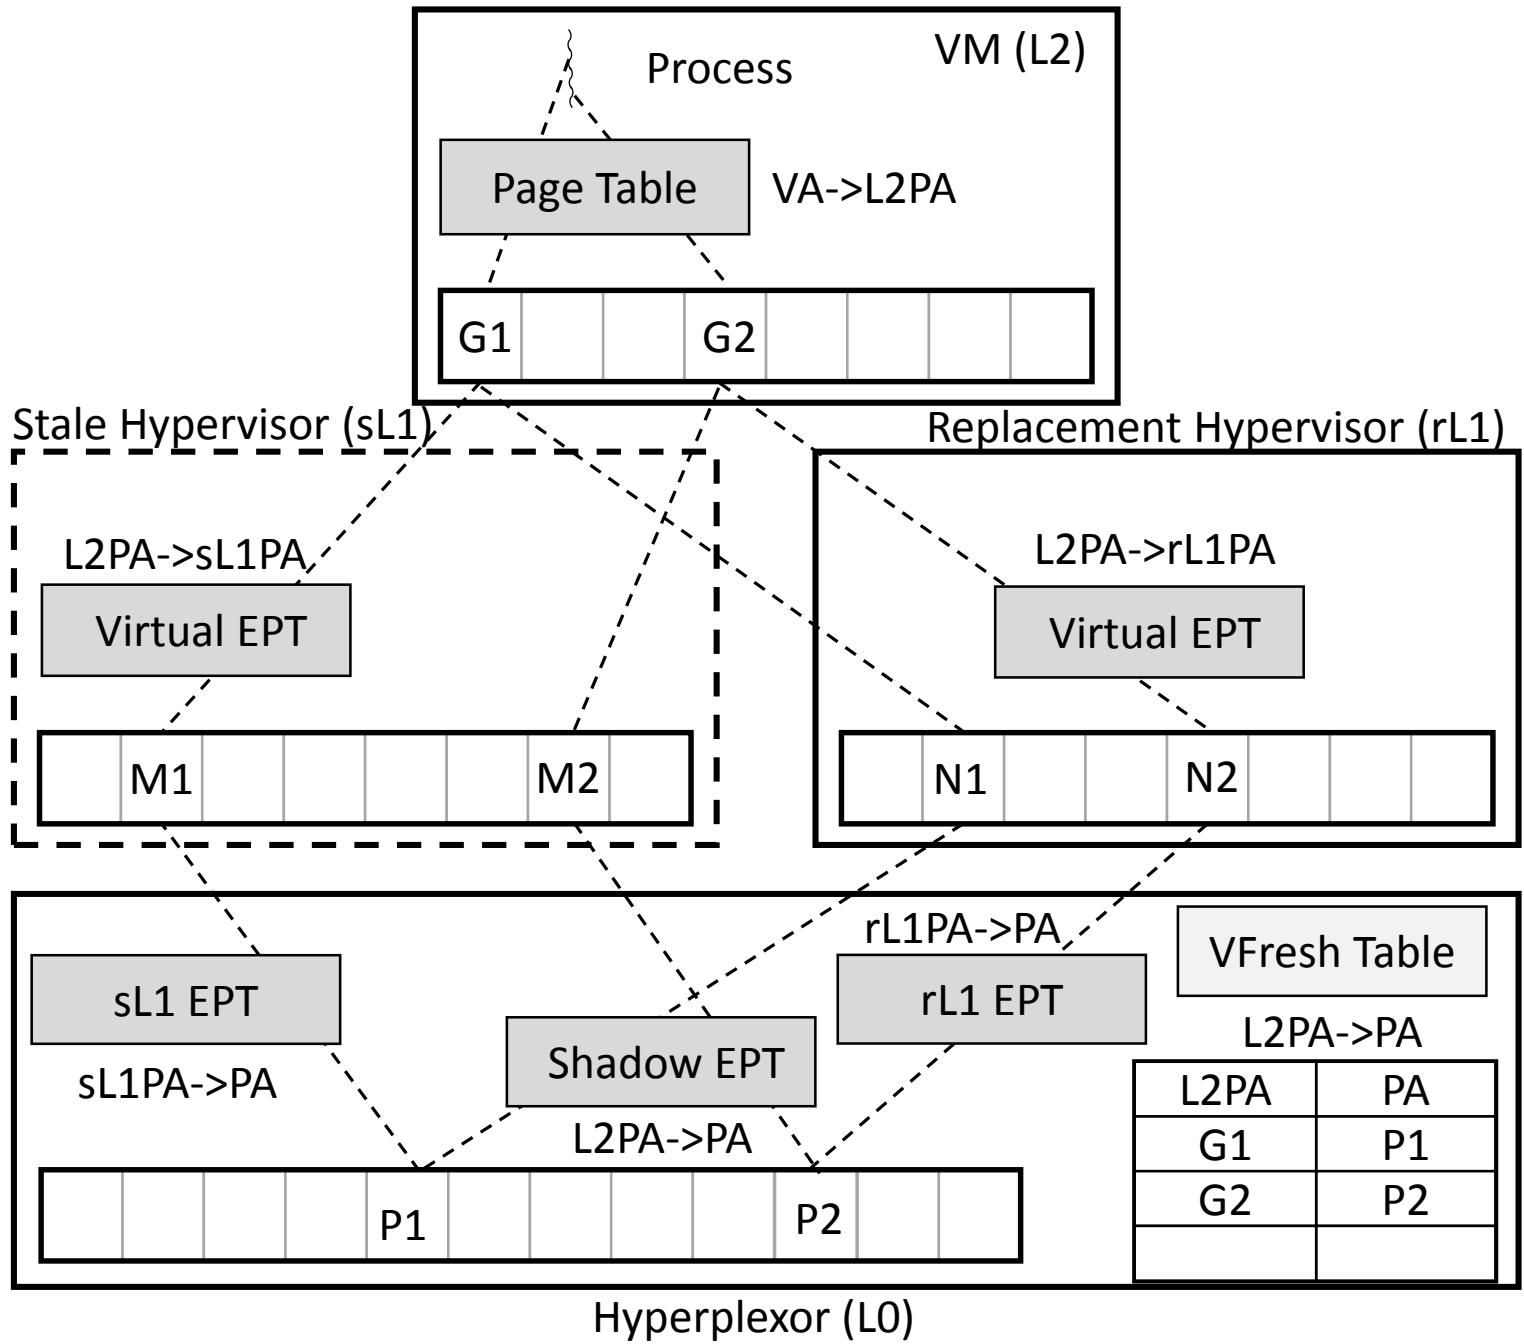 VM (L2)
Process
Page Table
VA->L2PA
G1 G2
Stale Hypervisor (sL1)
Replacement Hypervisor (rL1)
L2PA->sL1PA
Virtual EPT
L2PA->rL1PA
Virtual EPT
M1 M2
N1 N2
rL1PA->PA
VFresh Table
sL1 EPT
rL1 EPT
Shadow EPT
sL1PA->PA
L2PA->PA
L2PA->PA
L2PA PA
G1 P1
G2 P2
P1 P2
Hyperplexor (L0)